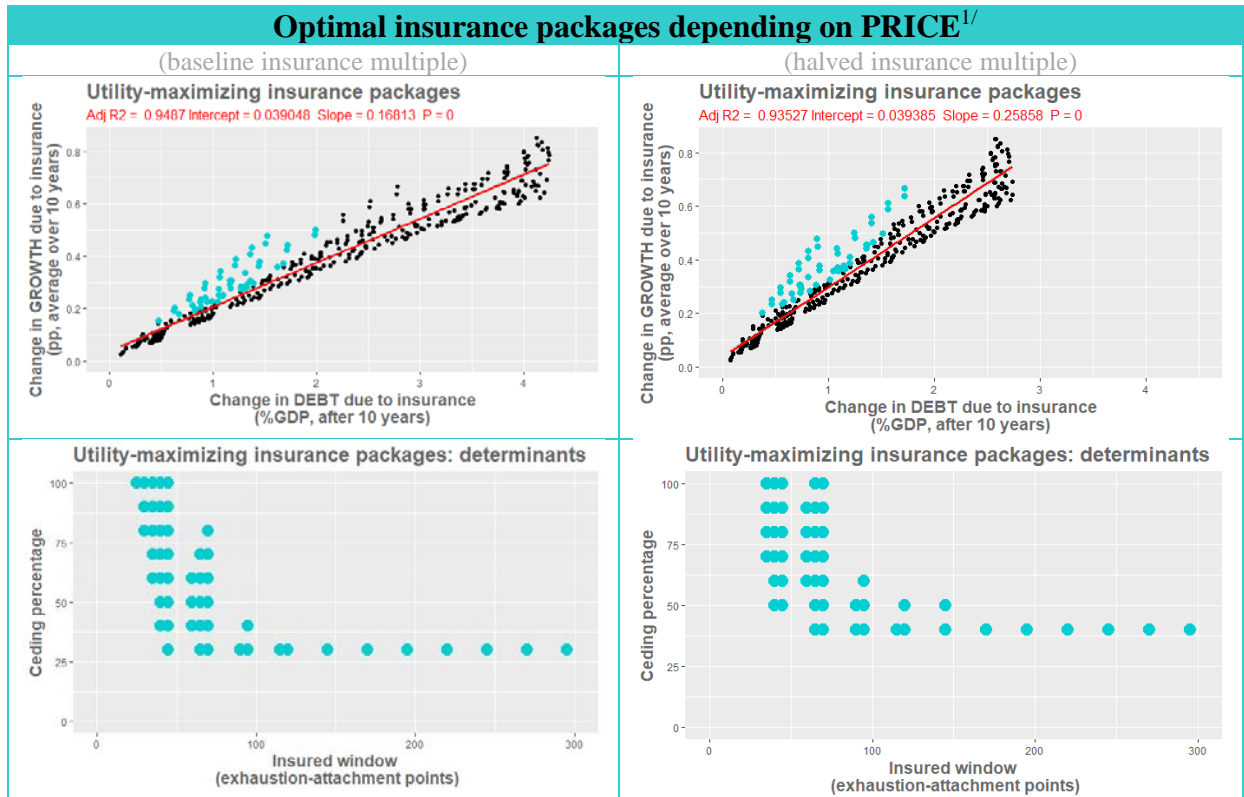 Optimal insurance packages depending on PRICE1/
(baseline insurance multiple)
(halved insurance multiple)
Utility-maximizing insurance packages
Adj R2 = 0.9487 Intercept = 0.039048 Slope = 0.16813 P = 0
Change in GROWTH due to insurance
(pp, average over 10 years)
0.8
0.6
0.4
0.2
0.0
0
1
2
3
4
Change in DEBT due to insurance
(%GDP, after 10 years)
Utility-maximizing insurance packages
Adj R2 = 0.93527 Intercept = 0.039385 Slope = 0.25858 P = 0
Change in GROWTH due to insurance
(pp, average over 10 years)
0.8
0.6
0.4
0.2
0.0
0
1
2
3
4
Change in DEBT due to insurance
(%GDP, after 10 years)
Utility-maximizing insurance packages: determinants
Ceding percentage
100
75
50
25
0
0
100
200
300
Insured window
(exhaustion-attachment points)
Utility-maximizing insurance packages: determinants
Ceding percentage
100
75
50
25
0
0
100
200
300
Insured window
(exhaustion-attachment points)